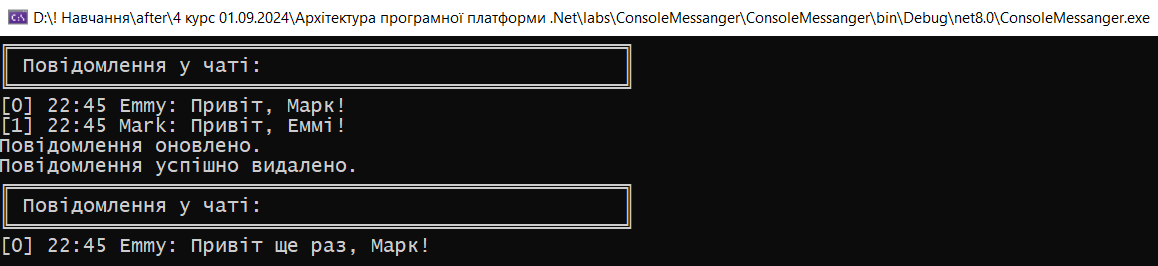 D:\! Навчання\after\4 курс 01.09.2024\Архітектура програмної платформи .Net\labs\ConsoleMessanger\ConsoleMessanger\bin\Debug\net8.0\ConsoleMessanger.exe
Повідомлення у чаті:
[0] 22:45 Emmy: Привіт, Марк!
[1] 22:45 Mark: Привіт, Еммі!
Повідомлення оновлено.
Повідомлення успішно видалено.
Повідомлення у чаті:
[0] 22:45 Emmy: Привіт ще раз, Марк!